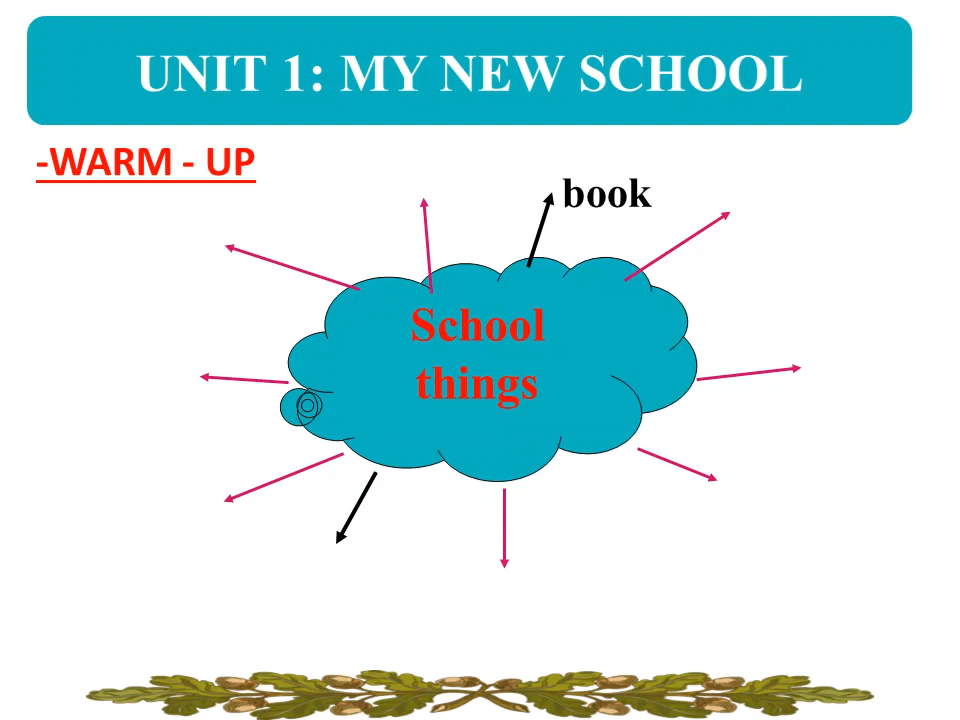 UNIT 1: MY NEW SCHOOL
-WARM - UP
book
School
things